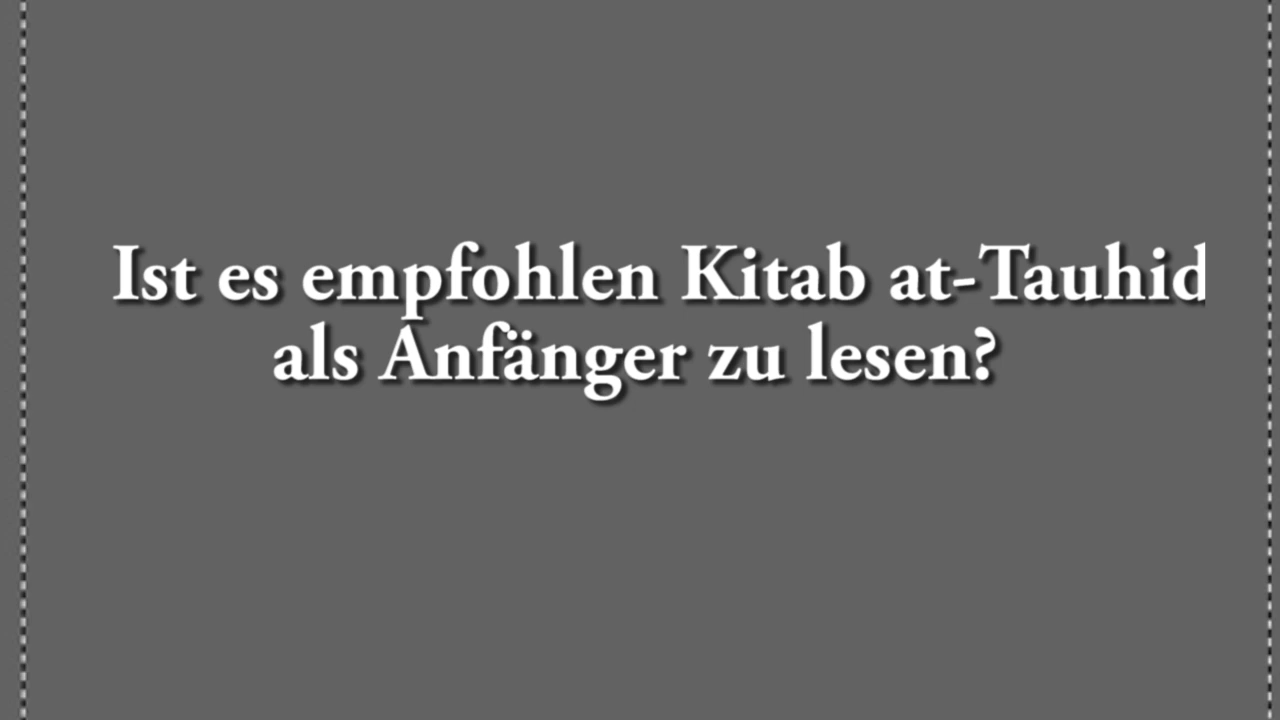 Ist es empfohlen Kitab at-Tauhid
als Anfänger zu lesen?